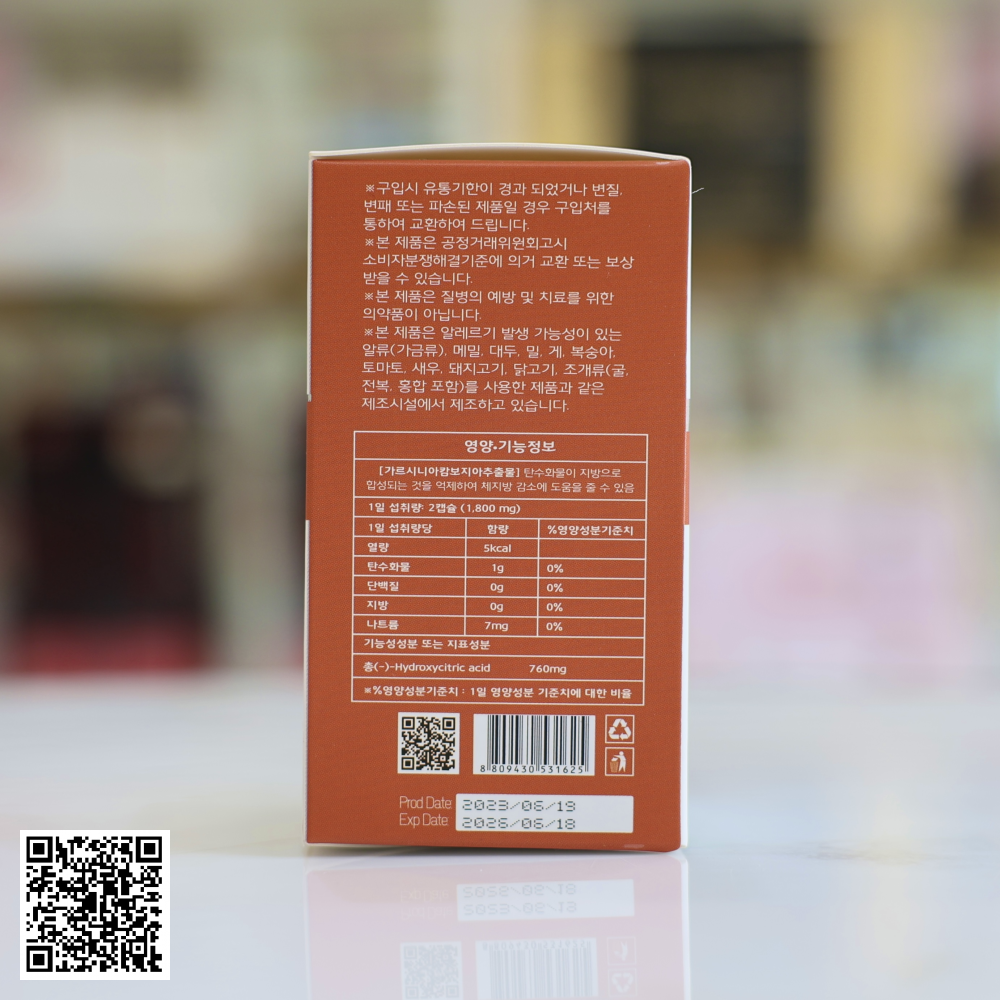 ※구입시 유통기한이 경과 되었거나 변질,
변패 또는 파손된 제품일 경우 구입처를
통하여 교환하여 드립니다.
※본 제품은 공정거래위원회고시
소비자분쟁해결기준에 의거 교환 또는 보상
받을 수 있습니다.
※본 제품은 질병의 예방 및 치료를 위한
의약품이 아닙니다.
※본 제품은 알레르기 발생 가능성이 있는
알류(가금류), 메밀, 대두, 밀, 게, 복숭아,
토마토, 새우, 돼지고기, 닭고기, 조개류(굴,
전복, 홍합 포함)를 사용한 제품과 같은
제조시설에서 제조하고 있습니다.
영양•기능정보
[가르시니아캄보지아추출물] 탄수화물이 지방으로
합성되는 것을 억제하여 체지방 감소에 도움을 줄 수 있음
1일 섭취량: 2캡슐 (1,800 mg)
1일 섭취량당 함량 %영양성분기준치
열량 5kcal
탄수화물 1g 0%
단백질 0g 0%
지방 0g 0%
나트륨 7mg 0%
기능성성분 또는 지표성분
총(-)-Hydroxycitric acid 760mg
※%영양성분기준치 : 1일 영양성분 기준치에 대한 비율
8 809430 531625
Prod Date: 2023/06/19
Exp Date: 2026/06/18